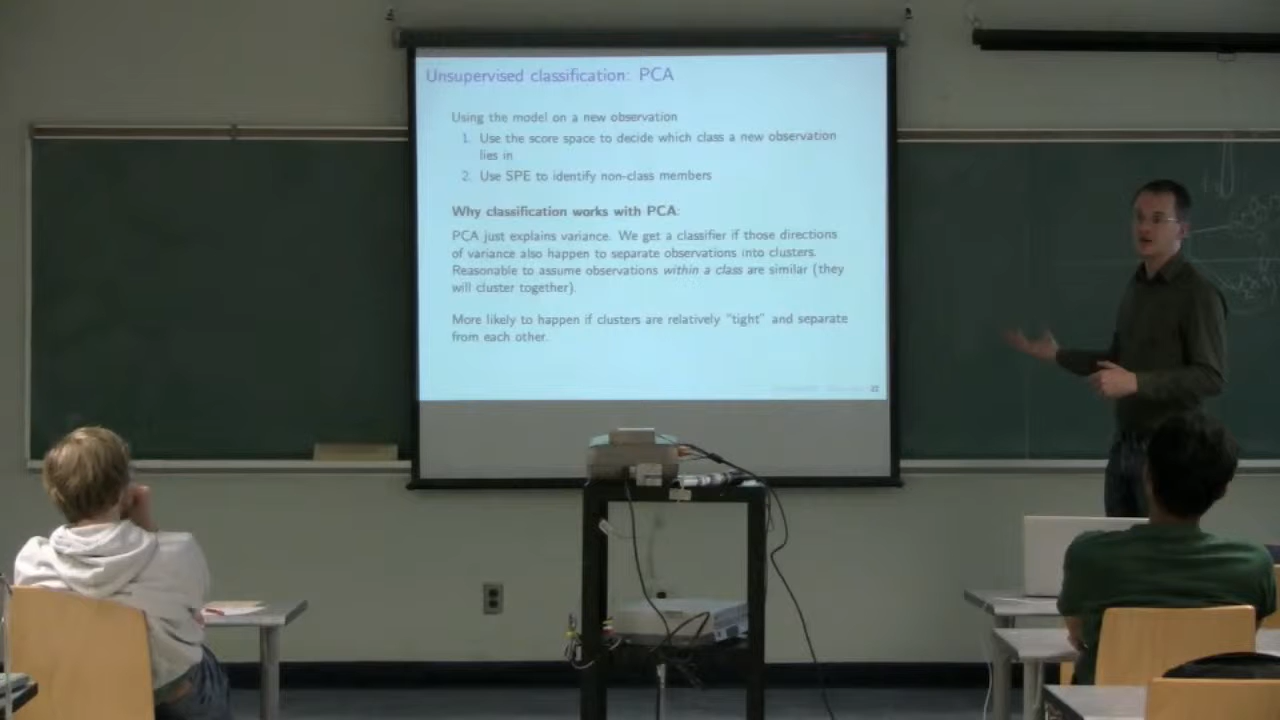 Unsupervised classification: PCA
Using the model on a new observation
1. Use the score space to decide which class a new observation
lies in
2. Use SPE to identify non-class members
Why classification works with PCA:
PCA just explains variance. We get a classifier if those directions
of variance also happen to separate observations into clusters.
Reasonable to assume observations within a class are similar (they
will cluster together).
More likely to happen if clusters are relatively “tight” and separate
from each other.